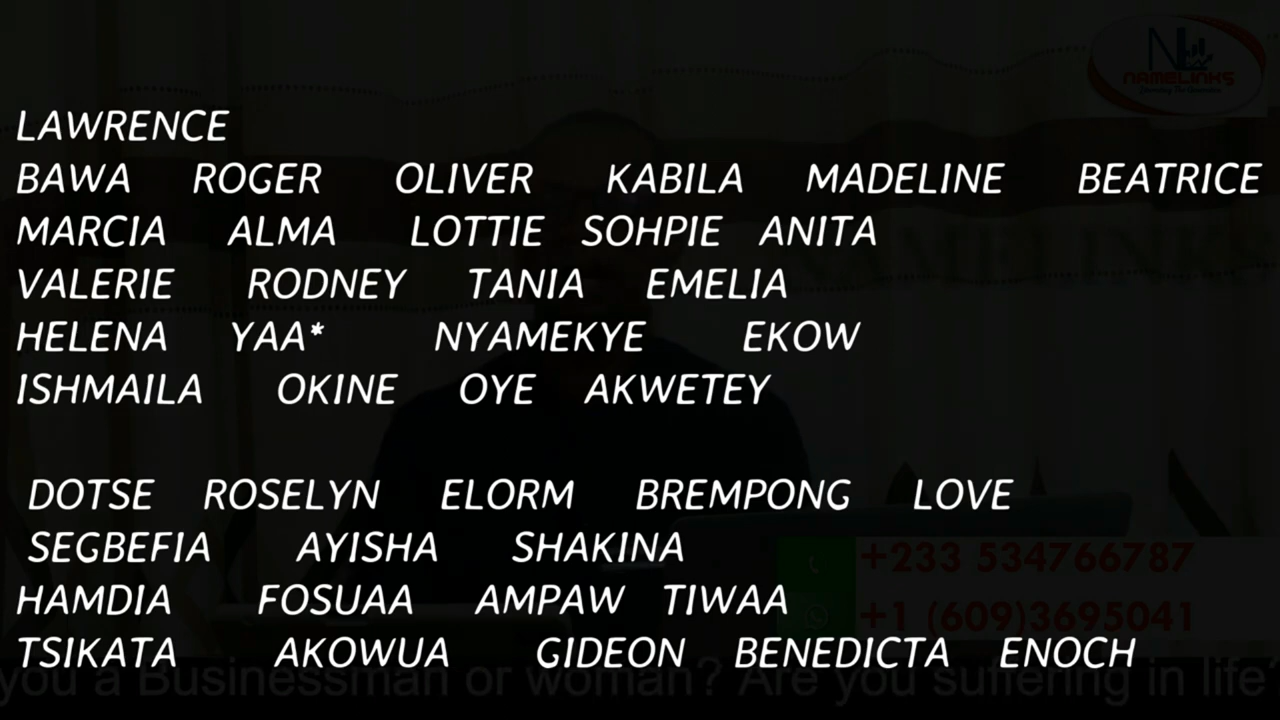 NL
NAMELINKS
LAWRENCE
BAWA ROGER OLIVER KABILA MADELINE BEATRICE
MARCIA ALMA LOTTIE SOHPIE ANITA
VALERIE RODNEY TANIA EMELIA
HELENA YAA* NYAMEKYE EKOW
ISHMAILA OKINE OYE AKWETEY
DOTSE ROSELYN ELORM BREMPONG LOVE
SEGBEFIA AYISHA SHAKINA
HAMDIA FOSUAA AMPAW TIWAA
TSIKATA AKOWUA GIDEON BENEDICTA ENOCH
+233 534766787
+1 (609)3695041
you a Businessman or woman? Are you suffering in life?